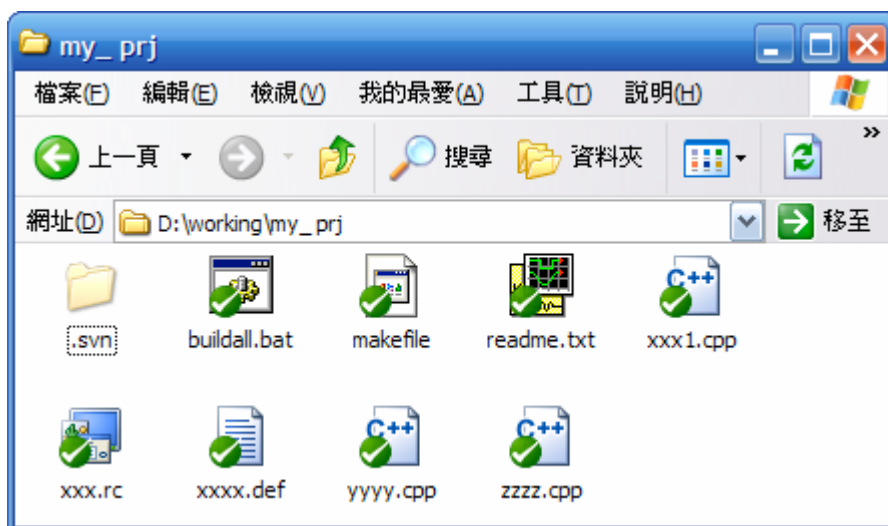 my_ prj
檔案(F) 編輯(E) 檢視(V) 我的最愛(A) 工具(T) 說明(H)
上一頁 搜尋 資料夾 »
網址(D) D:\working\my_ prj 移至
.svn buildall.bat makefile readme.txt xxx1.cpp
xxx.rc xxxx.def yyyy.cpp zzzz.cpp